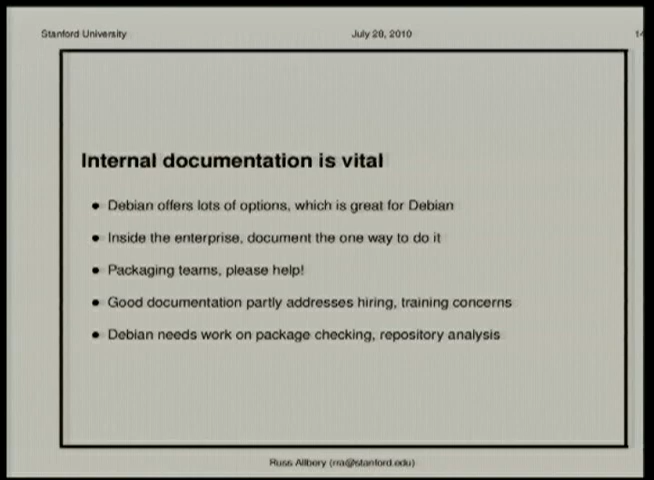 Stanford University July 28, 2010 14
Internal documentation is vital
• Debian offers lots of options, which is great for Debian
• Inside the enterprise, document the one way to do it
• Packaging teams, please help!
• Good documentation partly addresses hiring, training concerns
• Debian needs work on package checking, repository analysis
Russ Allbery (rra@stanford.edu)